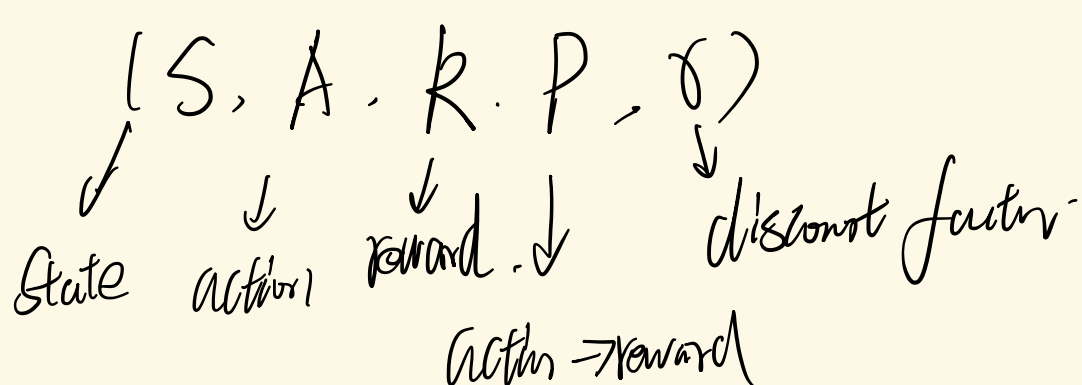 (S, A, R, P, γ)
state action reward. discount factor
action → reward